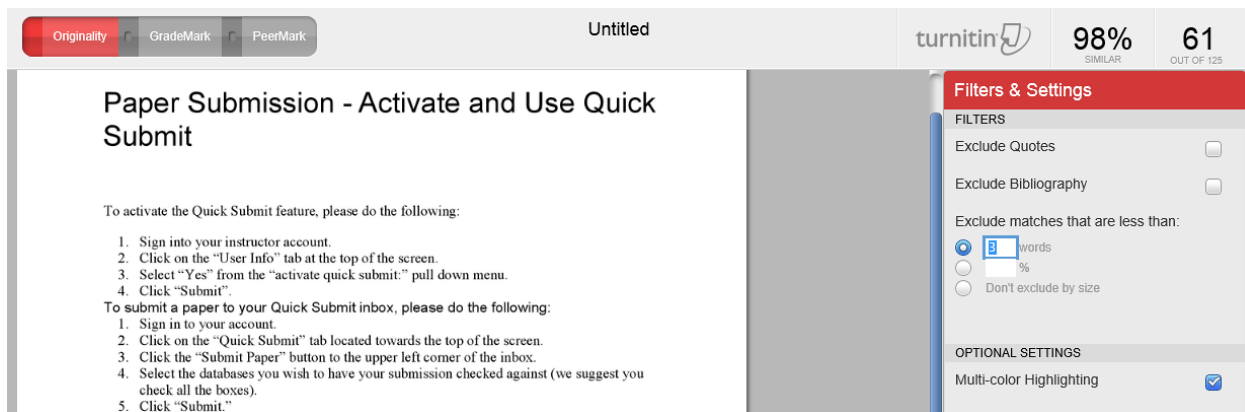 Originality
GradeMark
PeerMark
Untitled
turnitin
98%
SIMILAR
61
OUT OF 125
Paper Submission - Activate and Use Quick
Submit
To activate the Quick Submit feature, please do the following:
1. Sign into your instructor account.
2. Click on the “User Info” tab at the top of the screen.
3. Select “Yes” from the “activate quick submit:” pull down menu.
4. Click “Submit”.
To submit a paper to your Quick Submit inbox, please do the following:
1. Sign in to your account.
2. Click on the “Quick Submit” tab located towards the top of the screen.
3. Click the “Submit Paper” button to the upper left corner of the inbox.
4. Select the databases you wish to have your submission checked against (we suggest you
check all the boxes).
5. Click “Submit.”
Filters & Settings
FILTERS
Exclude Quotes
Exclude Bibliography
Exclude matches that are less than:
3 words
%
Don't exclude by size
OPTIONAL SETTINGS
Multi-color Highlighting